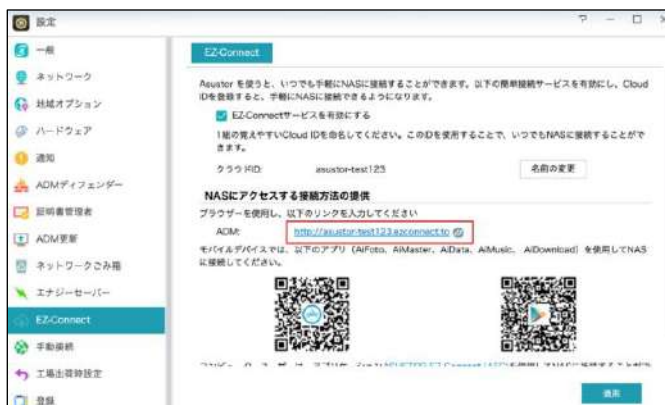 設定
一般
ネットワーク
地域オプション
ハードウェア
通知
ADMディフェンダー
証明書管理者
ADM更新
ネットワークごみ箱
エナジーセーバー
EZ-Connect
手動接続
工場出荷時設定
登録
EZ-Connect
Asustor を使うと、いつでも手軽にNASに接続することができます。以下の簡単接続サービスを有効にし、Cloud
IDを登録すると、手軽にNASに接続できるようになります。
EZ-Connectサービスを有効にする
1組の覚えやすいCloud IDを命名してください。このIDを使用することで、いつでもNASに接続することがで
きます。
クラウドID: asustor-test123 名前の変更
NASにアクセスする接続方法の提供
ブラウザーを使用し、以下のリンクを入力してください
ADM: http://asustor-test123.ezconnect.to
モバイルデバイスでは、以下のアプリ（AiFoto、AiMaster、AiData、AiMusic、AiDownload）を使用してNAS
に接続してください。
適用